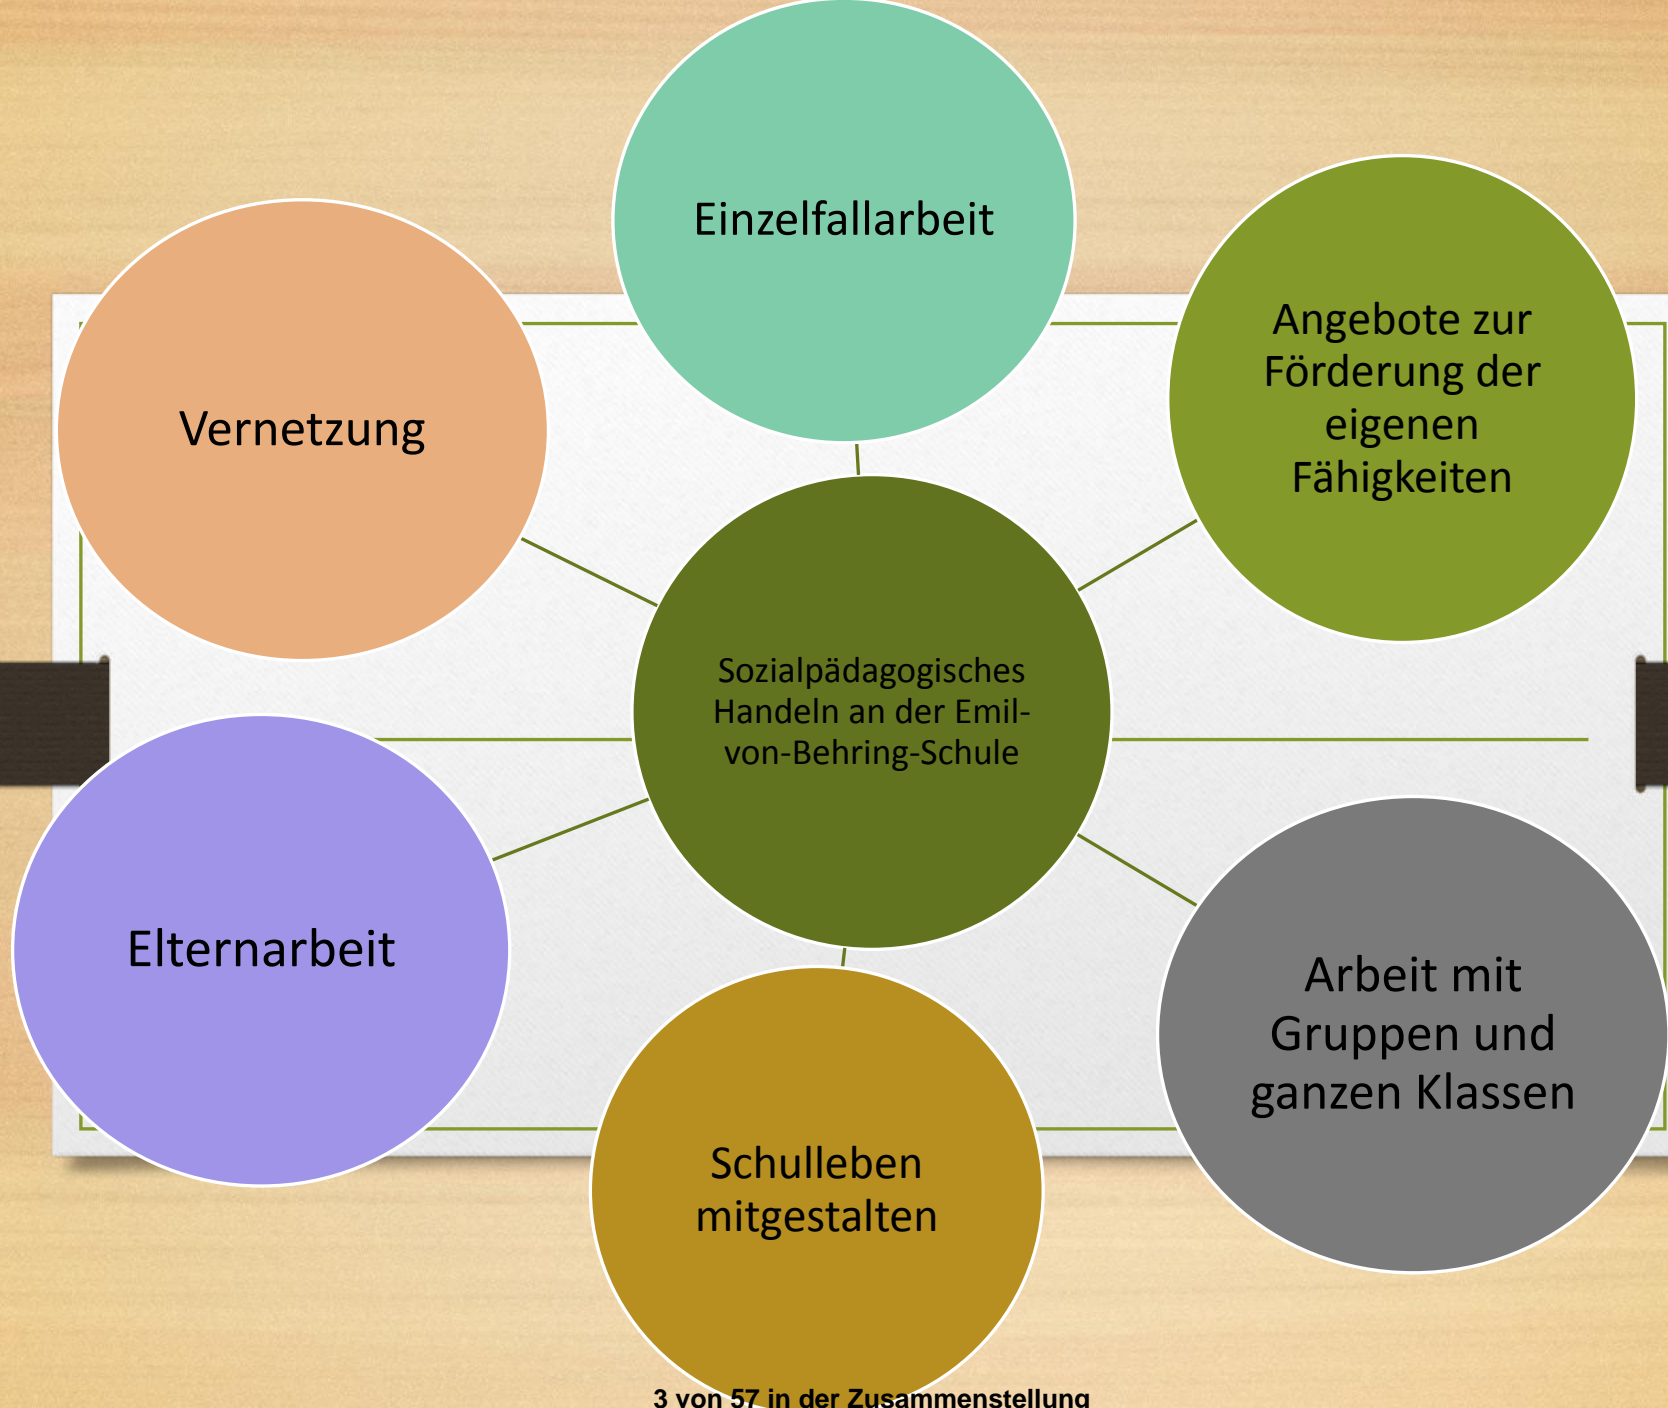 Einzelfallarbeit
Angebote zur
Förderung der
eigenen
Fähigkeiten
Vernetzung
Sozialpädagogisches
Handeln an der Emil-
von-Behring-Schule
Elternarbeit
Arbeit mit
Gruppen und
ganzen Klassen
Schulleben
mitgestalten
3 von 57 in der Zusammenstellung